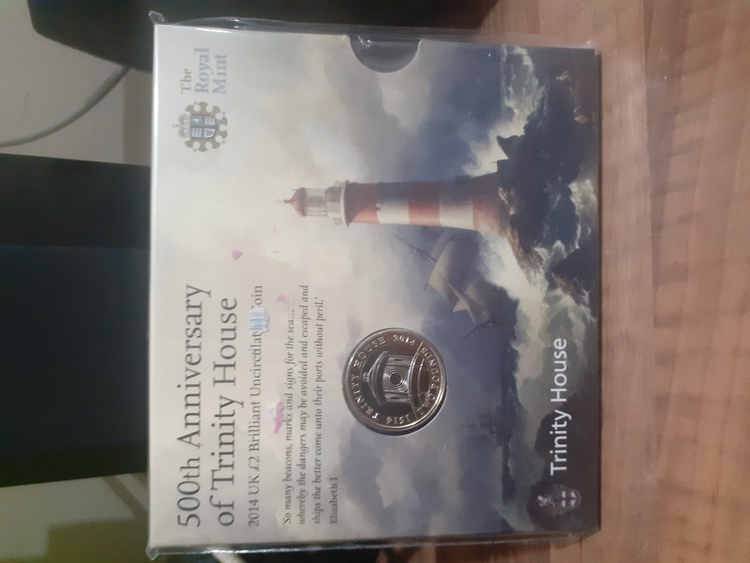 The
Royal
Mint
500th Anniversary
of Trinity House
2014 UK £2 Brilliant Uncirculat oin
'So many beacons, marks and signs for the sea...
whereby the dangers may be avoided and escaped and
ships the better come unto their ports without peril.'
Elizabeth I
TRINITY HOUSE 2014
1514
Trinity House